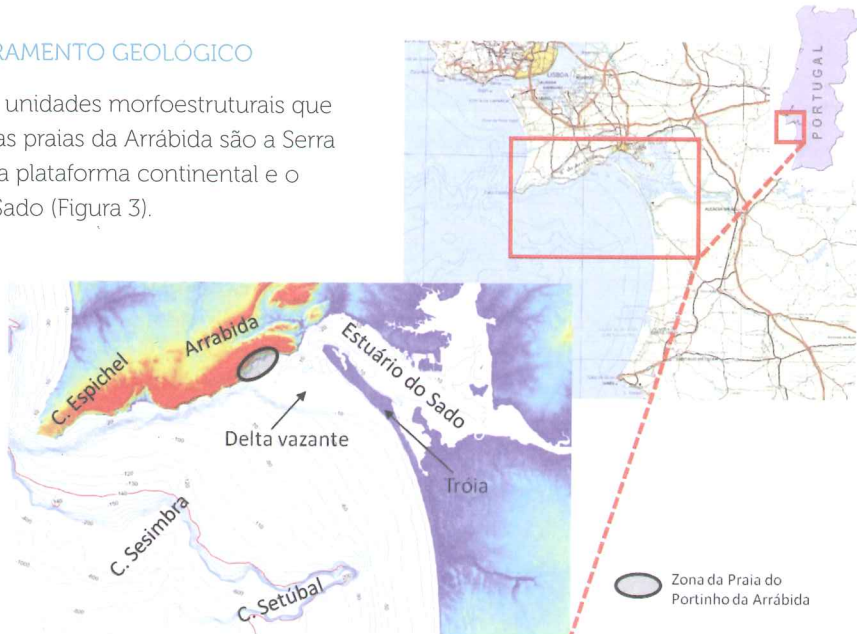 RAMENTO GEOLÓGICO
unidades morfoestruturais que
as praias da Arrábida são a Serra
a plataforma continental e o
Sado (Figura 3).
LISBOA
PORTUGAL
C. Espichel
Arrabida
Estuário do Sado
Delta vazante
Tróia
C. Sesimbra
C. Setúbal
Zona da Praia do
Portinho da Arrábida